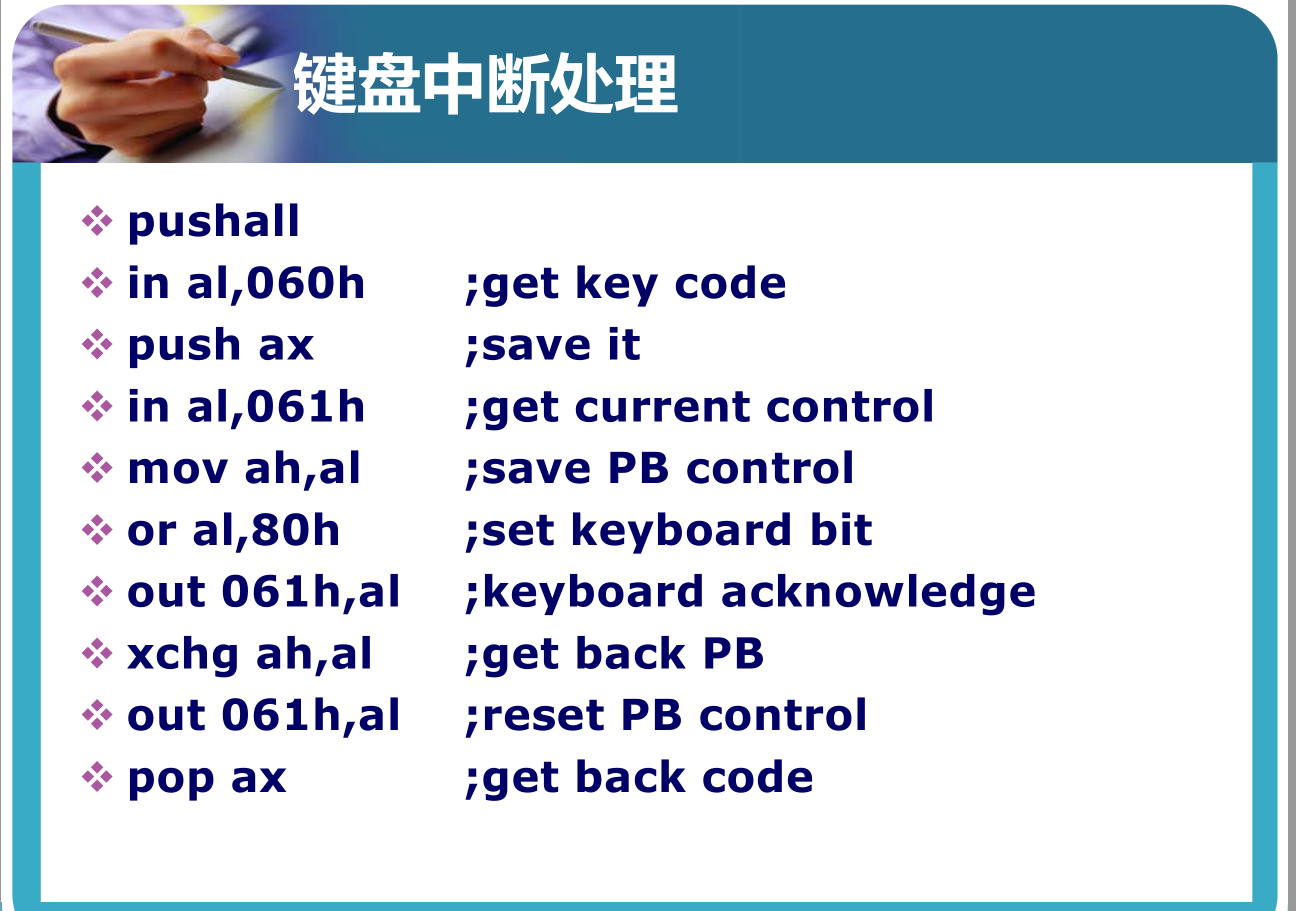 键盘中断处理
pushall
in al,060h ;get key code
push ax ;save it
in al,061h ;get current control
mov ah,al ;save PB control
or al,80h ;set keyboard bit
out 061h,al ;keyboard acknowledge
xchg ah,al ;get back PB
out 061h,al ;reset PB control
pop ax ;get back code